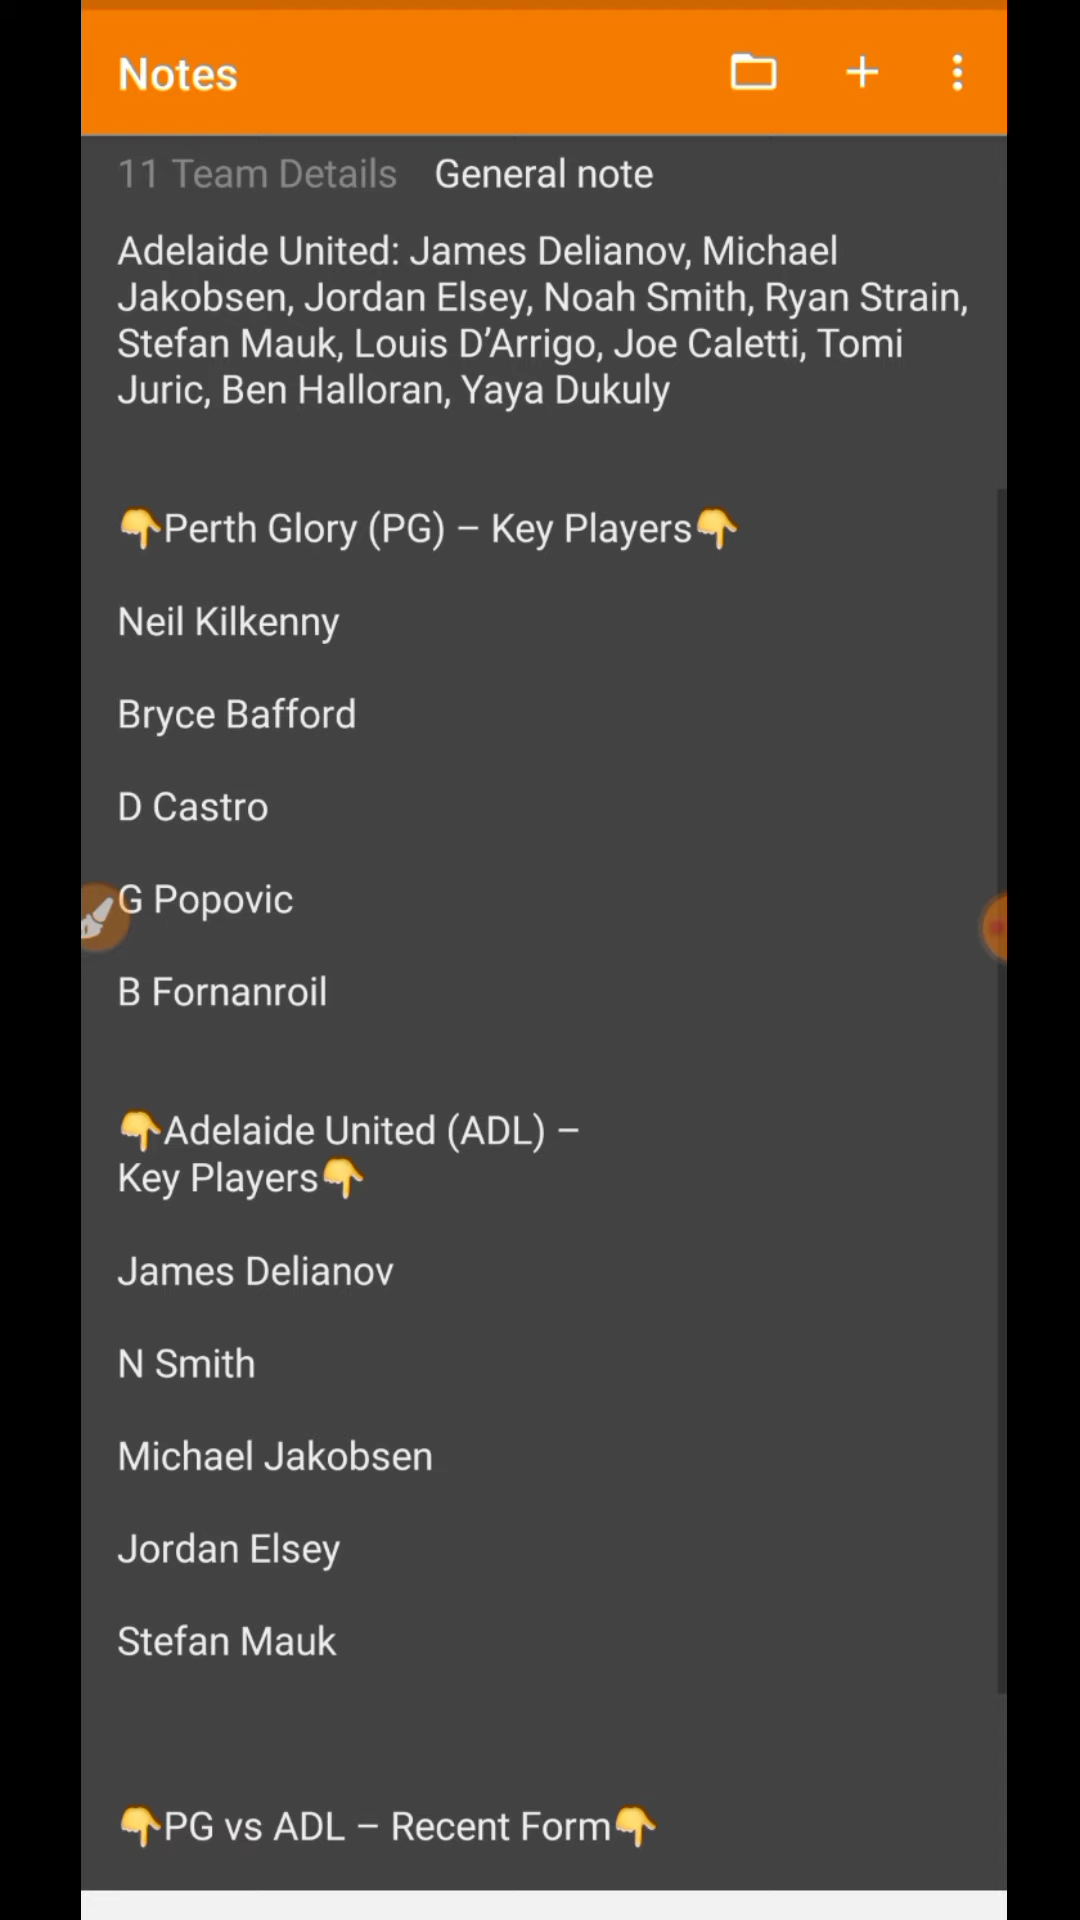 Notes
11 Team Details General note
Adelaide United: James Delianov, Michael
Jakobsen, Jordan Elsey, Noah Smith, Ryan Strain,
Stefan Mauk, Louis D’Arrigo, Joe Caletti, Tomi
Juric, Ben Halloran, Yaya Dukuly
👇Perth Glory (PG) – Key Players👇
Neil Kilkenny
Bryce Bafford
D Castro
G Popovic
B Fornanroil
👇Adelaide United (ADL) –
Key Players👇
James Delianov
N Smith
Michael Jakobsen
Jordan Elsey
Stefan Mauk
👇PG vs ADL – Recent Form👇